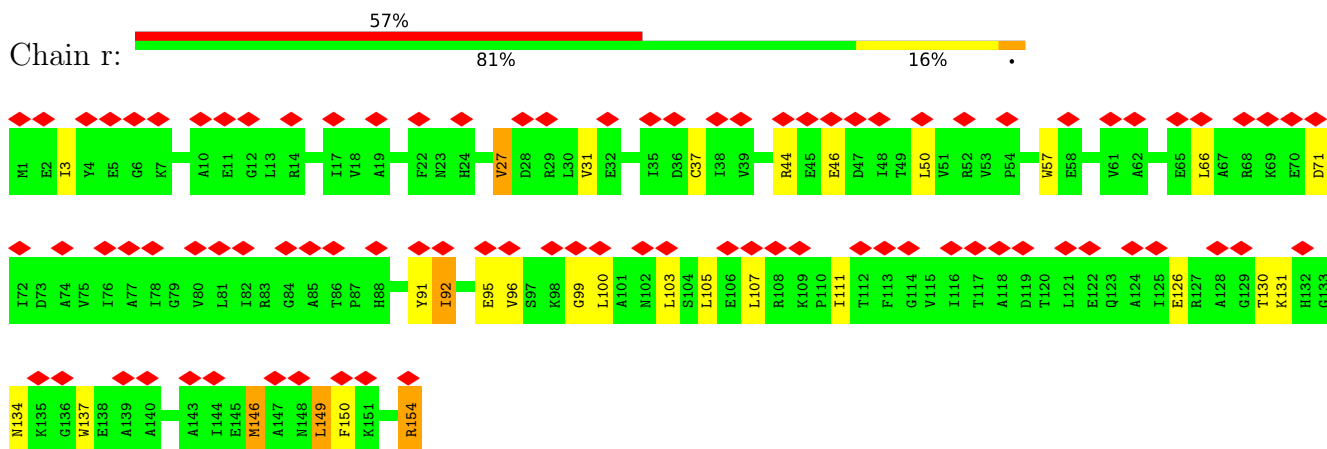 57%
Chain r:
81% 16% •
M1 E2 I3 Y4 E5 G6 K7 A10 E11 G12 L13 R14 I17 V18 A19 F22 N23 H24 V27 D28 R29 L30 V31 E32 I35 D36 C37 I38 V39 R44 E45 E46 D47 I48 T49 L50 V51 R52 V53 P54 W57 E58 V61 A62 E65 L66 A67 R68 K69 E70 D71
I72 D73 A74 V75 I76 A77 I78 G79 V80 L81 I82 R83 G84 A85 T86 P87 H88 Y91 I92 E95 V96 S97 K98 G99 L100 A101 N102 L103 S104 L105 E106 L107 R108 K109 P110 I111 T112 F113 G114 V115 I116 T117 A118 D119 T120 L121 E122 Q123 A124 I125 E126 R127 A128 G129 T130 K131 H132 G133
N134 K135 G136 W137 E138 A139 A140 A143 I144 E145 M146 A147 N148 L149 F150 K151 R154